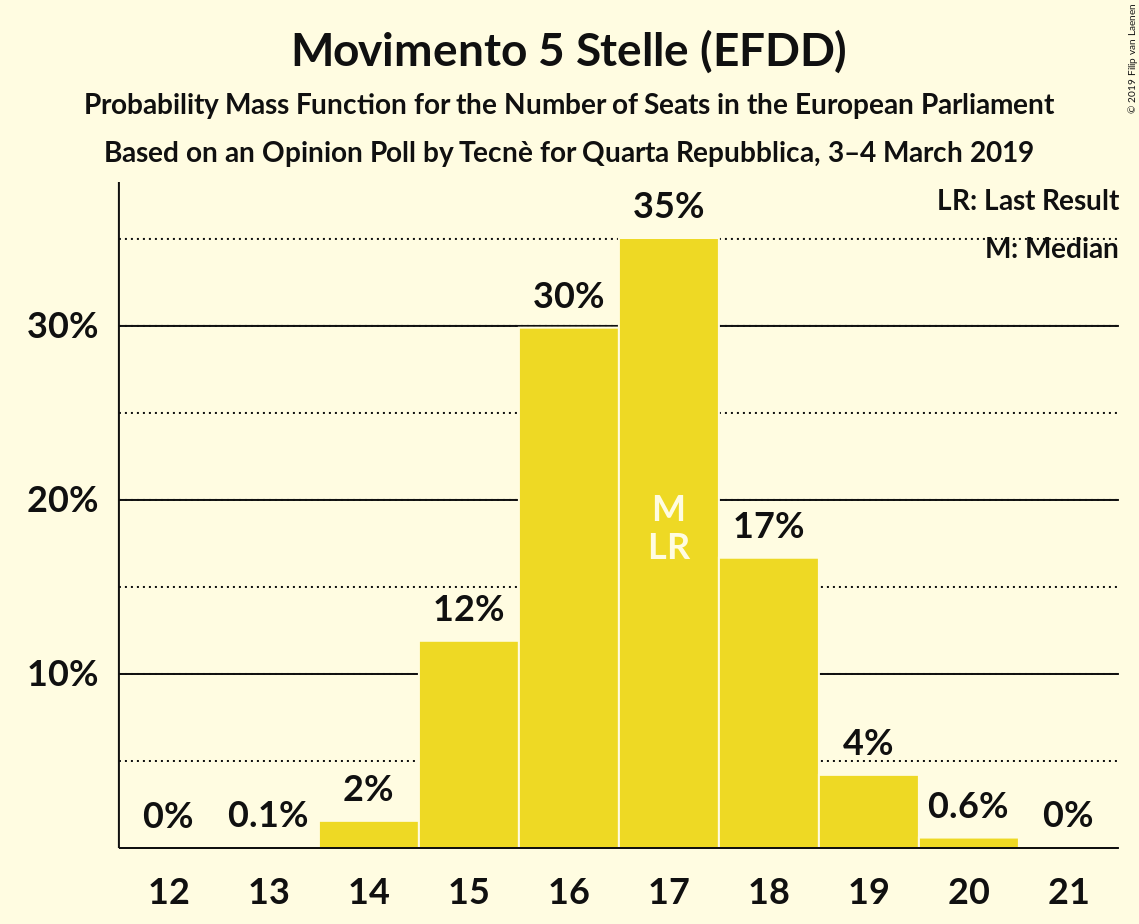 Movimento 5 Stelle (EFDD)
Probability Mass Function for the Number of Seats in the European Parliament
Based on an Opinion Poll by Tecnè for Quarta Repubblica, 3–4 March 2019
© 2019 Filip van Laenen
LR: Last Result
M: Median
35%
30%
30%
20%
M
17%
LR
12%
10%
4%
2%
0.6%
0%
0.1%
0%
12 13 14 15 16 17 18 19 20 21